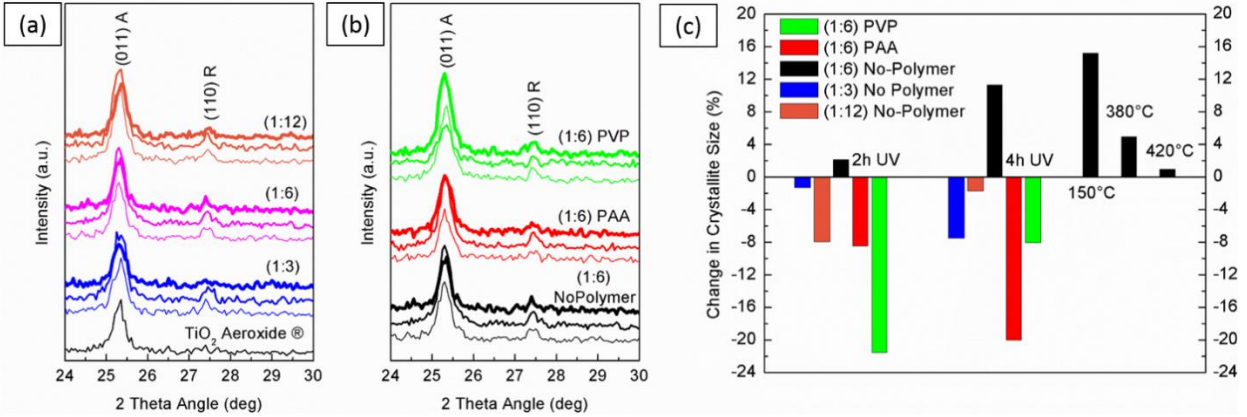 (a)
(011) A
(110) R
(1:12)
(1:6)
(1:3)
TiO2 Aeroxide ®
Intensity (a.u.)
24 25 26 27 28 29 30
2 Theta Angle (deg)
(b)
(011) A
(110) R
(1:6) PVP
(1:6) PAA
(1:6)
NoPolymer
Intensity (a.u.)
24 25 26 27 28 29 30
2 Theta Angle (deg)
(c)
Change in Crystallite Size (%)
20
16
12
8
4
0
-4
-8
-12
-16
-20
-24
(1:6) PVP
(1:6) PAA
(1:6) No-Polymer
(1:3) No Polymer
(1:12) No-Polymer
2h UV
4h UV
150°C
380°C
420°C
20
16
12
8
4
0
-4
-8
-12
-16
-20
-24